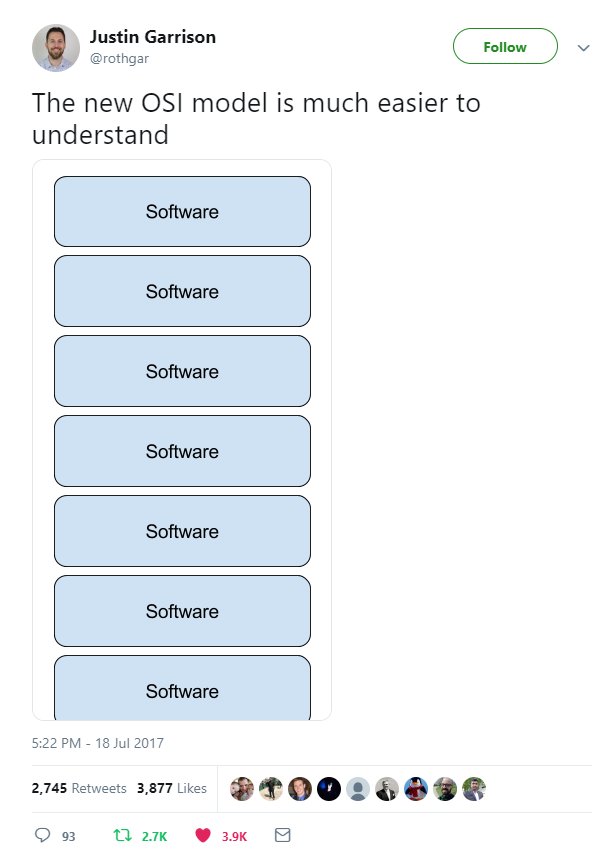 Justin Garrison
@rothgar
Follow
The new OSI model is much easier to
understand
Software
Software
Software
Software
Software
Software
Software
5:22 PM - 18 Jul 2017
2,745 Retweets 3,877 Likes
93 2.7K 3.9K